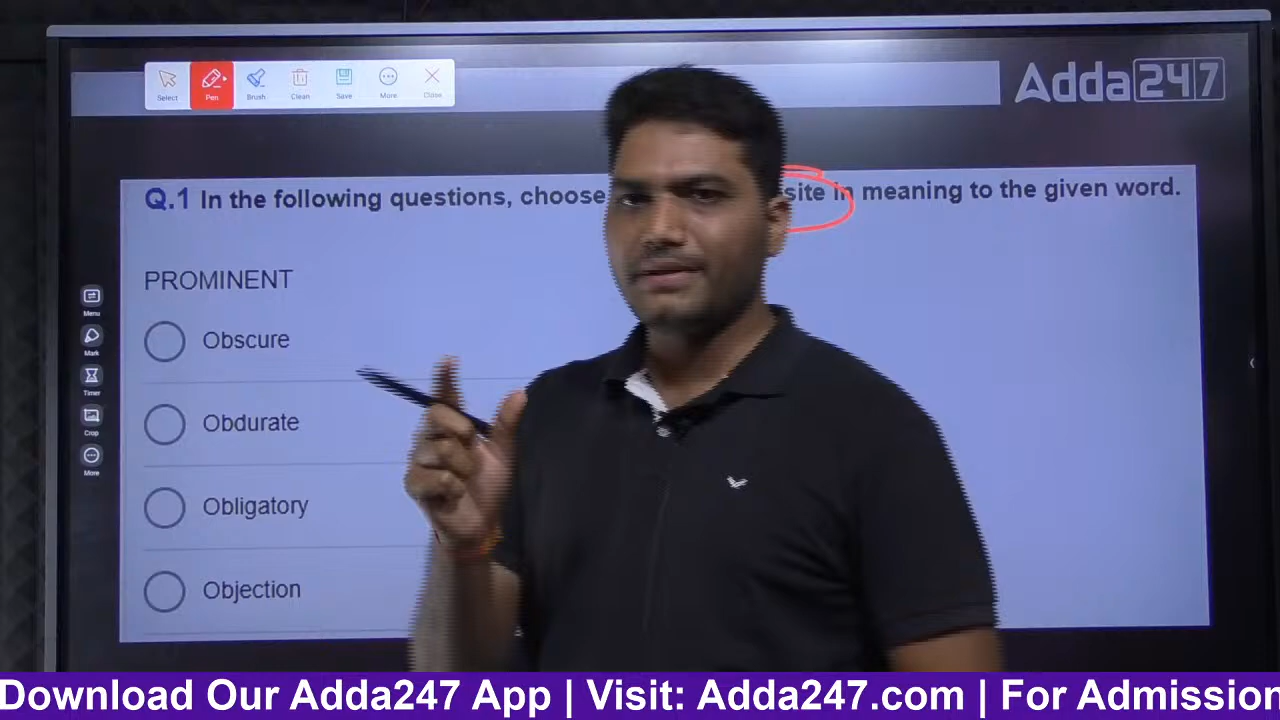 Select
Pen
Brush
Clean
Save
More
Close
Adda247
Q.1 In the following questions, choose in meaning to the given word.
PROMINENT
Menu
Obscure
Mark
Timer
Obdurate
Crop
More
Obligatory
Objection
Download Our Adda247 App | Visit: Adda247.com | For Admission